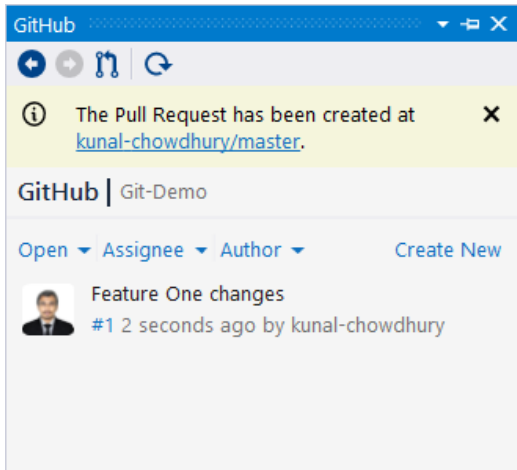 GitHub
The Pull Request has been created at
kunal-chowdhury/master.
GitHub | Git-Demo
Open Assignee Author Create New
Feature One changes
#1 2 seconds ago by kunal-chowdhury